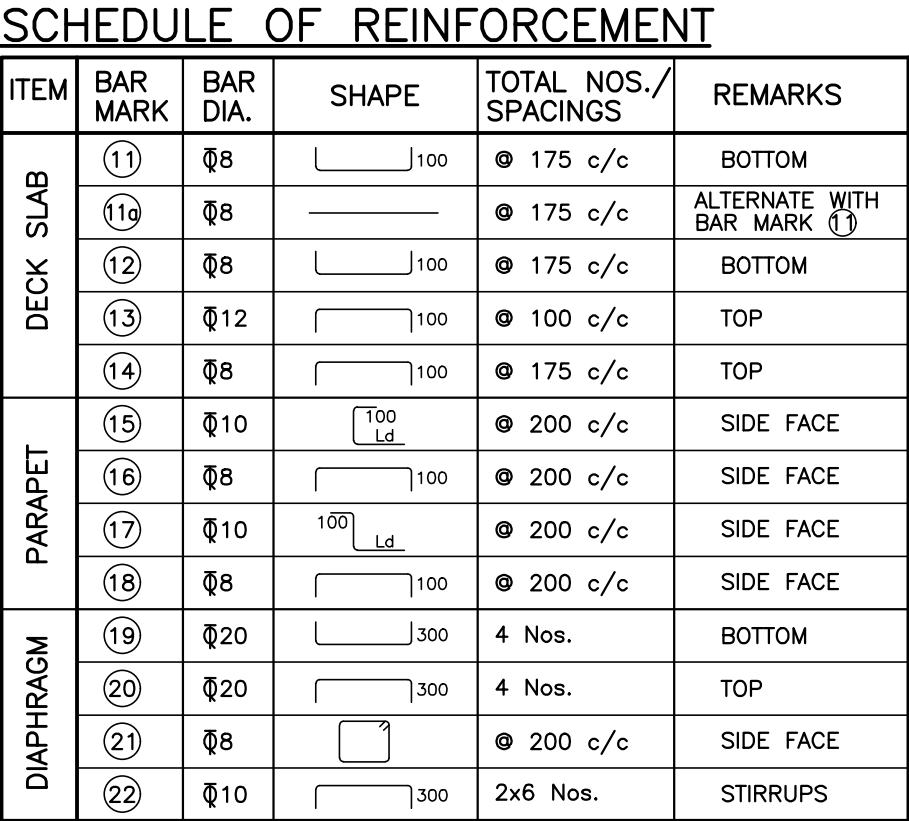 SCHEDULE OF REINFORCEMENT
ITEM BAR MARK BAR DIA. SHAPE TOTAL NOS./ SPACINGS REMARKS
DECK SLAB
11 Φ8 100 @ 175 c/c BOTTOM
11a Φ8 @ 175 c/c ALTERNATE WITH BAR MARK 11
12 Φ8 100 @ 175 c/c BOTTOM
13 Φ12 100 @ 100 c/c TOP
14 Φ8 100 @ 175 c/c TOP
PARAPET
15 Φ10 100 Ld @ 200 c/c SIDE FACE
16 Φ8 100 @ 200 c/c SIDE FACE
17 Φ10 100 Ld @ 200 c/c SIDE FACE
18 Φ8 100 @ 200 c/c SIDE FACE
DIAPHRAGM
19 Φ20 300 4 Nos. BOTTOM
20 Φ20 300 4 Nos. TOP
21 Φ8 @ 200 c/c SIDE FACE
22 Φ10 300 2x6 Nos. STIRRUPS